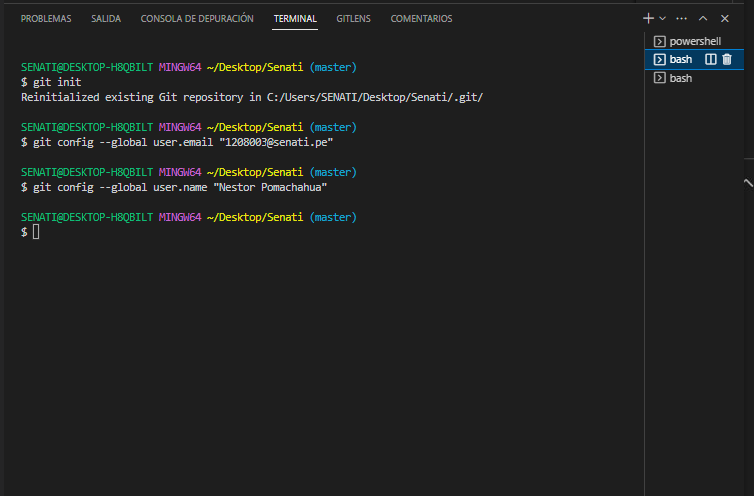 PROBLEMAS SALIDA CONSOLA DE DEPURACIÓN TERMINAL GITLENS COMENTARIOS
powershell
bash
bash
SENATI@DESKTOP-H8QBILT MINGW64 ~/Desktop/Senati (master)
$ git init
Reinitialized existing Git repository in C:/Users/SENATI/Desktop/Senati/.git/
SENATI@DESKTOP-H8QBILT MINGW64 ~/Desktop/Senati (master)
$ git config --global user.email "1208003@senati.pe"
SENATI@DESKTOP-H8QBILT MINGW64 ~/Desktop/Senati (master)
$ git config --global user.name "Nestor Pomachahua"
SENATI@DESKTOP-H8QBILT MINGW64 ~/Desktop/Senati (master)
$